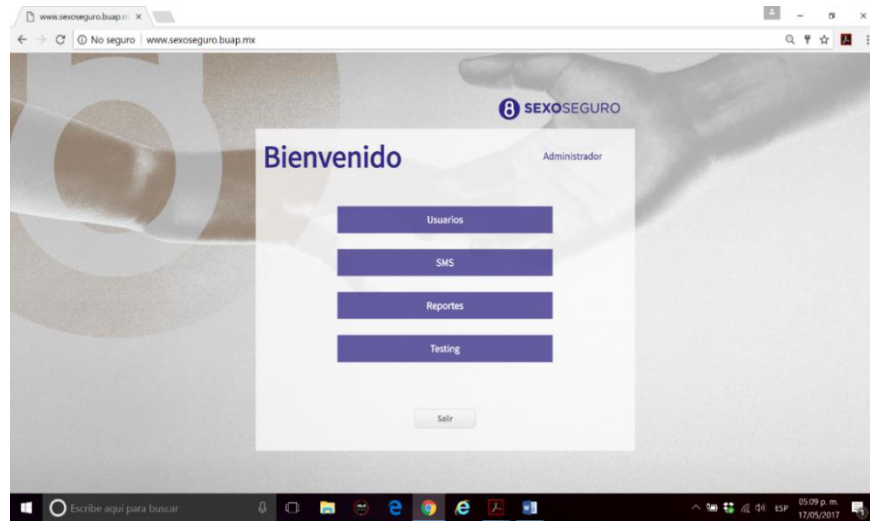 www.sexoseguro.buap.m
No seguro www.sexoseguro.buap.mx
SEXOSEGURO
Bienvenido
Administrador
Usuarios
SMS
Reportes
Testing
Salir
Escribe aquí para buscar
ESP
05:09 p. m.
17/05/2017